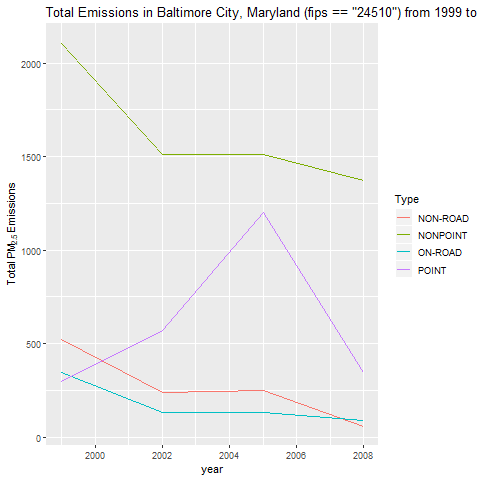 Total Emissions in Baltimore City, Maryland (fips == "24510") from 1999 to
2000
1500
1000
500
0
Total PM2.5 Emissions
2000
2002
2004
2006
2008
year
Type
NON-ROAD
NONPOINT
ON-ROAD
POINT